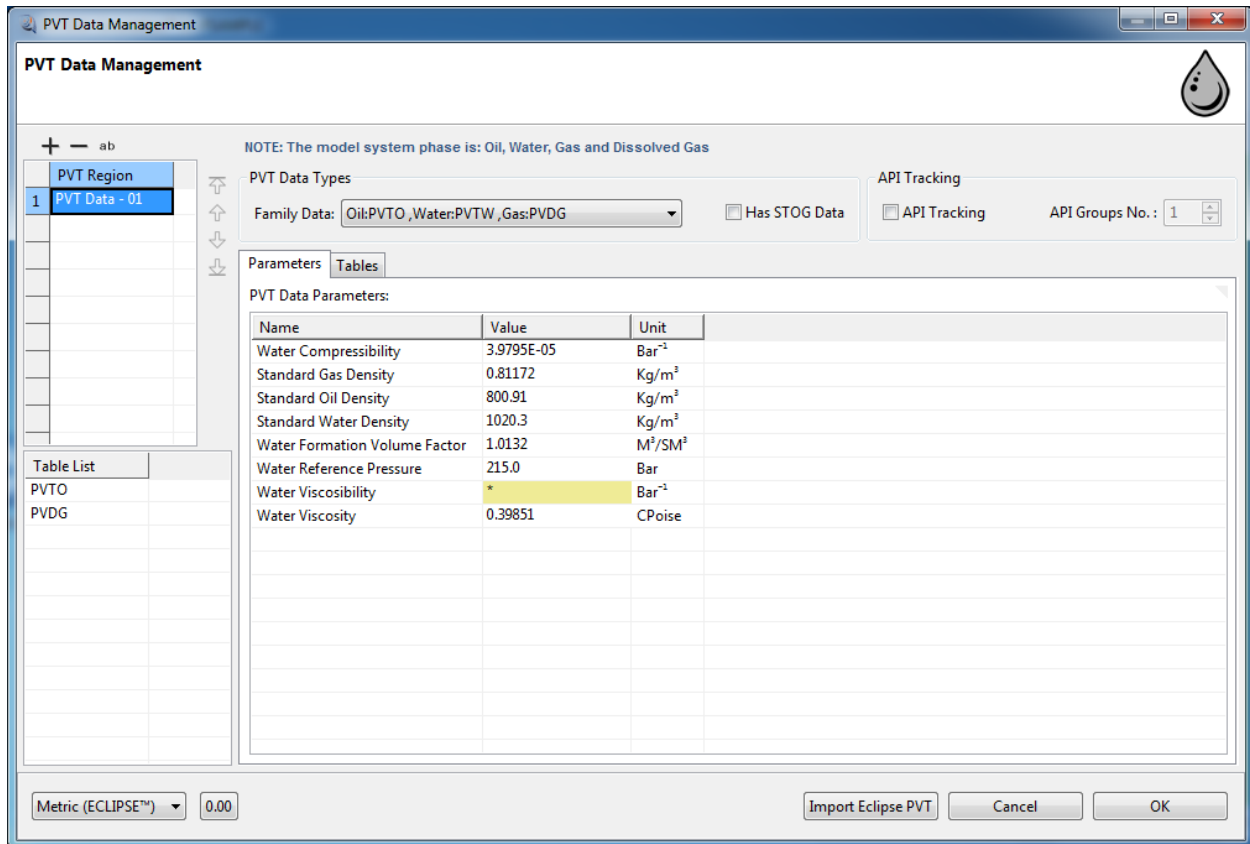 PVT Data Management
PVT Data Management
ab
NOTE: The model system phase is: Oil, Water, Gas and Dissolved Gas
PVT Region
1 PVT Data - 01
PVT Data Types
Family Data: Oil:PVTO ,Water:PVTW ,Gas:PVDG
Has STOG Data
API Tracking
API Tracking
API Groups No. : 1
Parameters Tables
PVT Data Parameters:
Name Value Unit
Water Compressibility 3.9795E-05 Bar⁻¹
Standard Gas Density 0.81172 Kg/m³
Standard Oil Density 800.91 Kg/m³
Standard Water Density 1020.3 Kg/m³
Water Formation Volume Factor 1.0132 M³/SM³
Water Reference Pressure 215.0 Bar
Water Viscosibility * Bar⁻¹
Water Viscosity 0.39851 CPoise
Table List
PVTO
PVDG
Metric (ECLIPSE™) 0.00 Import Eclipse PVT Cancel OK